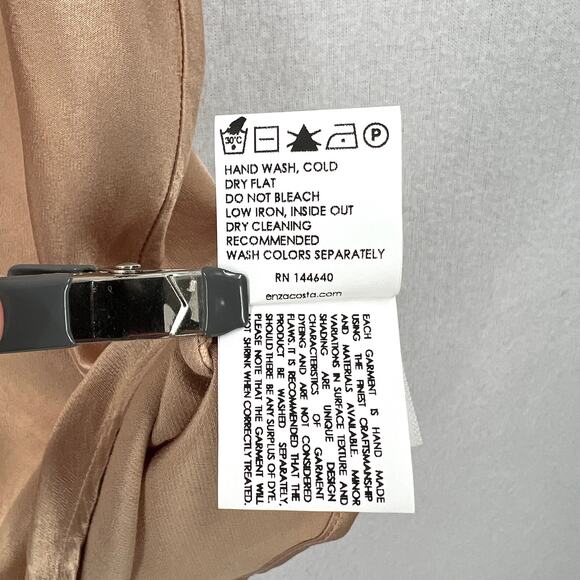 30°C
P
HAND WASH, COLD
DRY FLAT
DO NOT BLEACH
LOW IRON, INSIDE OUT
DRY CLEANING
RECOMMENDED
WASH COLORS SEPARATELY
RN 144640
enzacosta.com
EACH GARMENT IS HAND MADE
USING THE FINEST CRAFTSMANSHIP
AND MATERIALS AVAILABLE. MINOR
VARIATIONS IN SURFACE TEXTURE AND
SHADING ARE UNIQUE DESIGN
CHARACTERISTICS OF GARMENT
DYEING AND ARE NOT CONSIDERED
FLAWS. IT IS RECOMMENDED THAT THE
PRODUCT BE WASHED SEPARATELY,
SHOULD THERE BE ANY SURPLUS OF DYE.
PLEASE NOTE THAT THE GARMENT WILL
NOT SHRINK WHEN CORRECTLY TREATED.